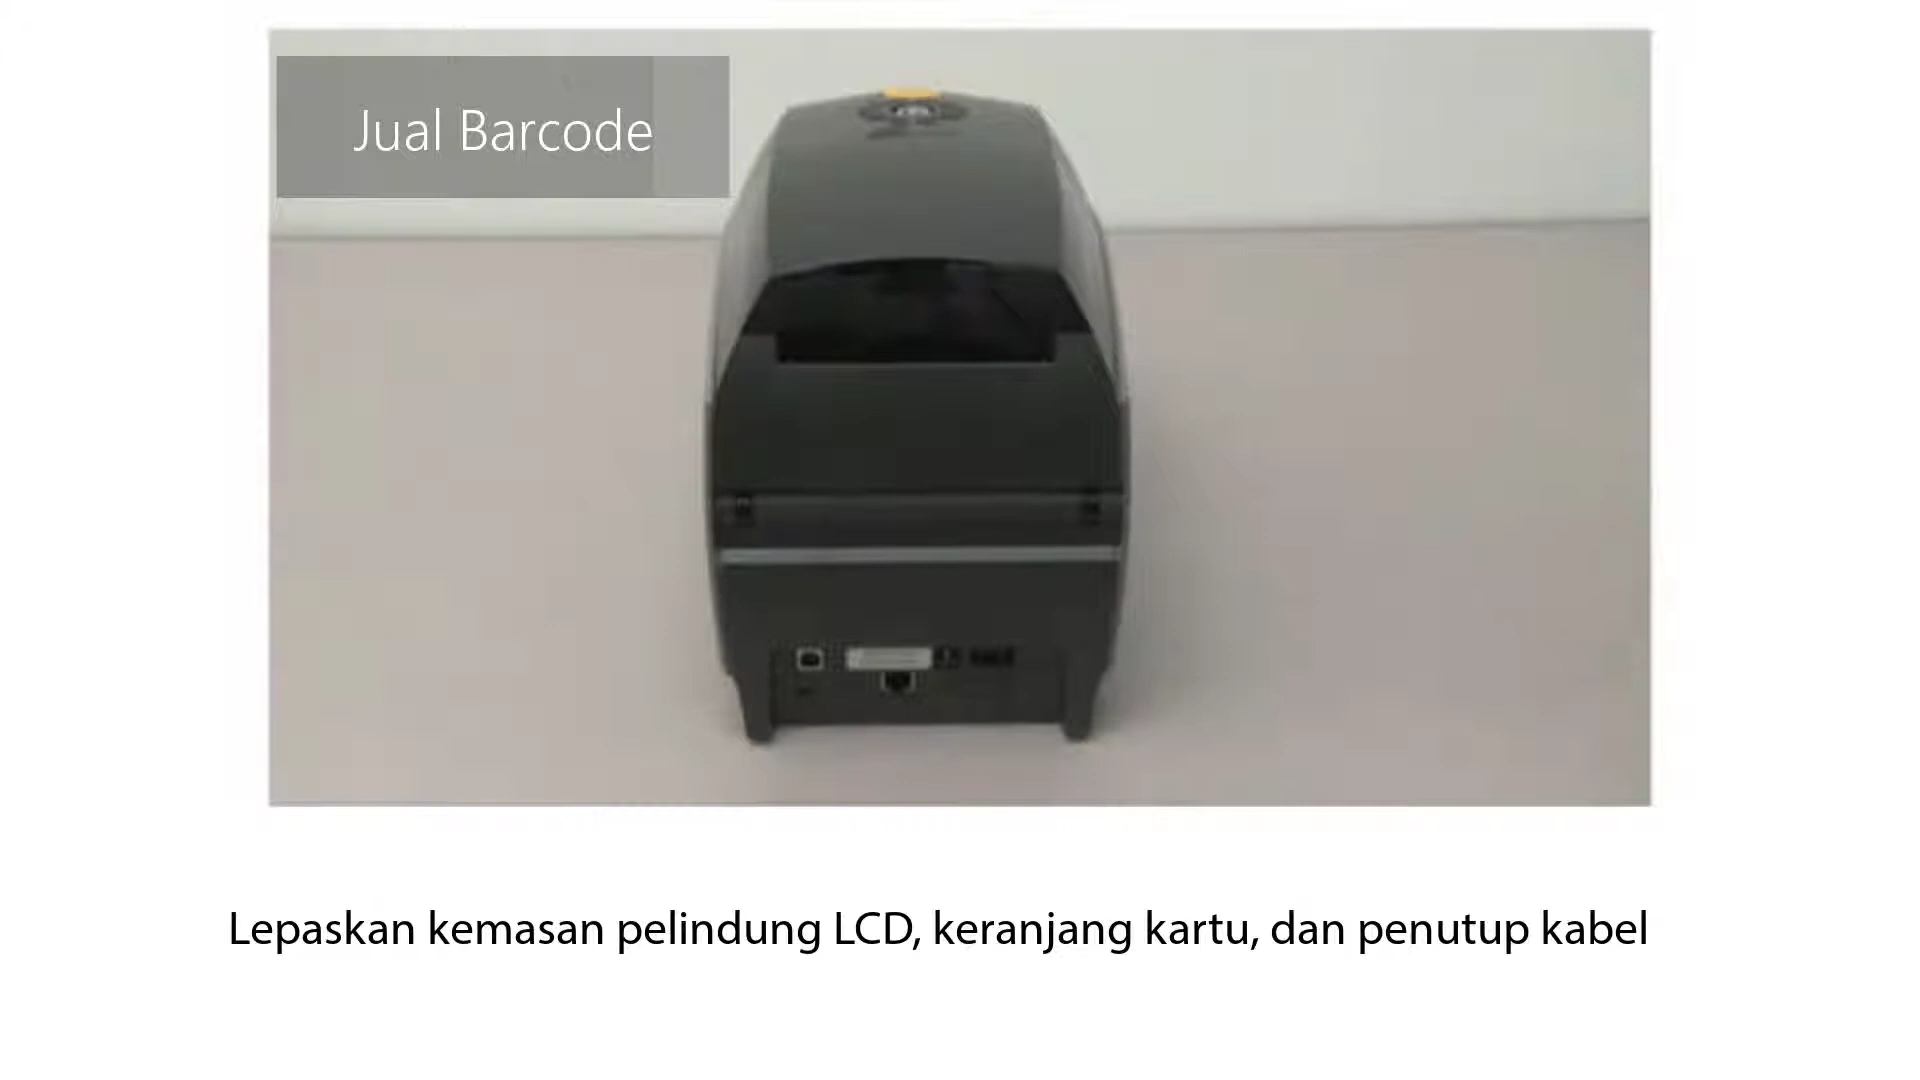 Jual Barcode
Lepaskan kemasan pelindung LCD, keranjang kartu, dan penutup kabel